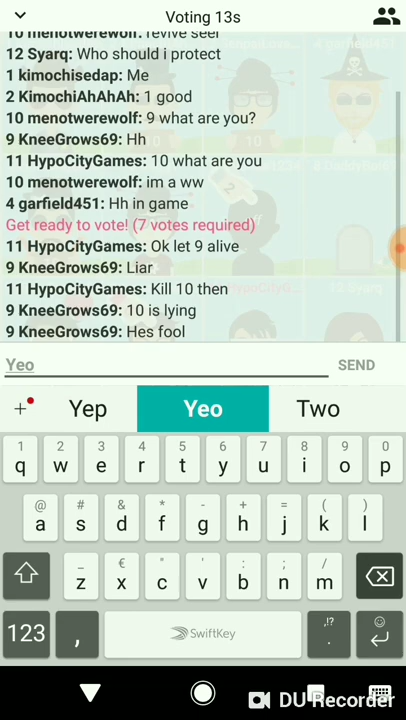 Voting 13s
10 menotwerewolf: revive seer
12 Syarq: Who should i protect
1 kimochisedap: Me
2 KimochiAhAhAh: 1 good
10 menotwerewolf: 9 what are you?
9 KneeGrows69: Hh
11 HypoCityGames: 10 what are you
10 menotwerewolf: im a ww
4 garfield451: Hh in game
Get ready to vote! (7 votes required)
11 HypoCityGames: Ok let 9 alive
9 KneeGrows69: Liar
11 HypoCityGames: Kill 10 then
9 KneeGrows69: 10 is lying
9 KneeGrows69: Hes fool
Yeo SEND
+ Yep Yeo Two
1 2 3 4 5 6 7 8 9 0
q w e r t y u i o p
@ # & * - + = ( )
a s d f g h j k l
_ € " ' : ; /
z x c v b n m
123 , SwiftKey ,!? .
DU Recorder